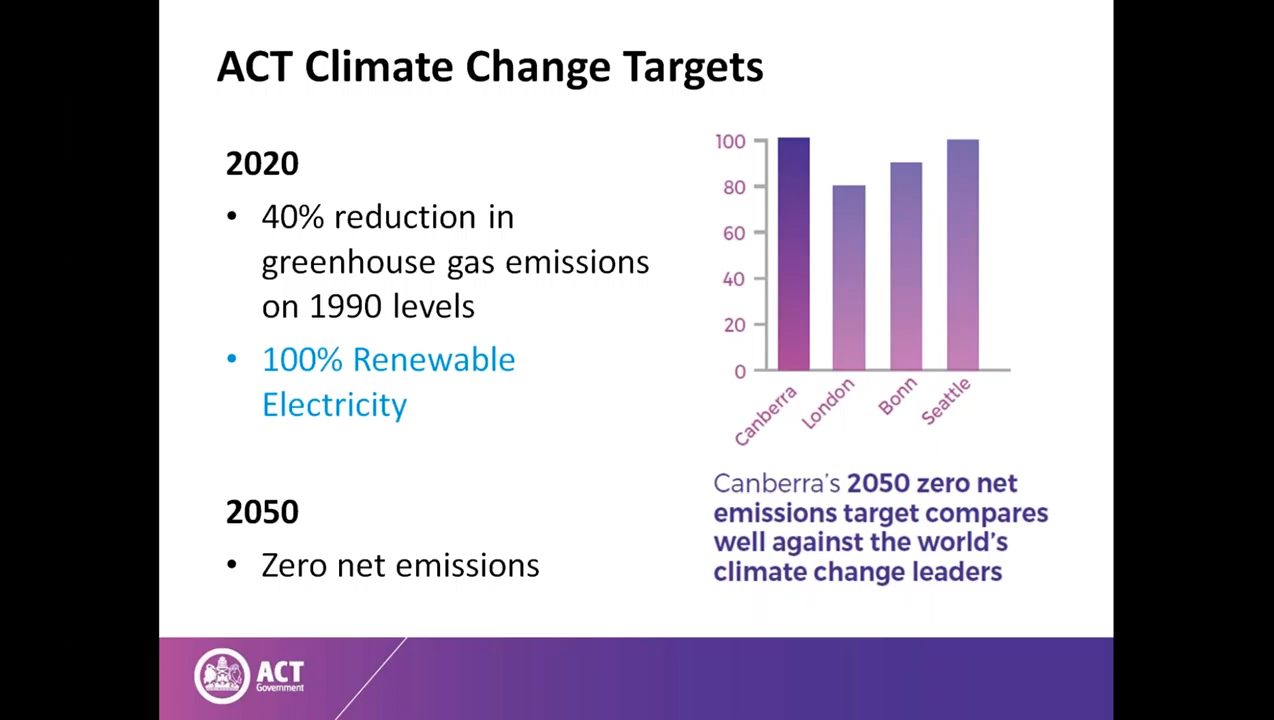 ACT Climate Change Targets
2020
• 40% reduction in
greenhouse gas emissions
on 1990 levels
• 100% Renewable
Electricity
2050
• Zero net emissions
100
80
60
40
20
0
Canberra
London
Bonn
Seattle
Canberra's 2050 zero net
emissions target compares
well against the world's
climate change leaders
ACT
Government